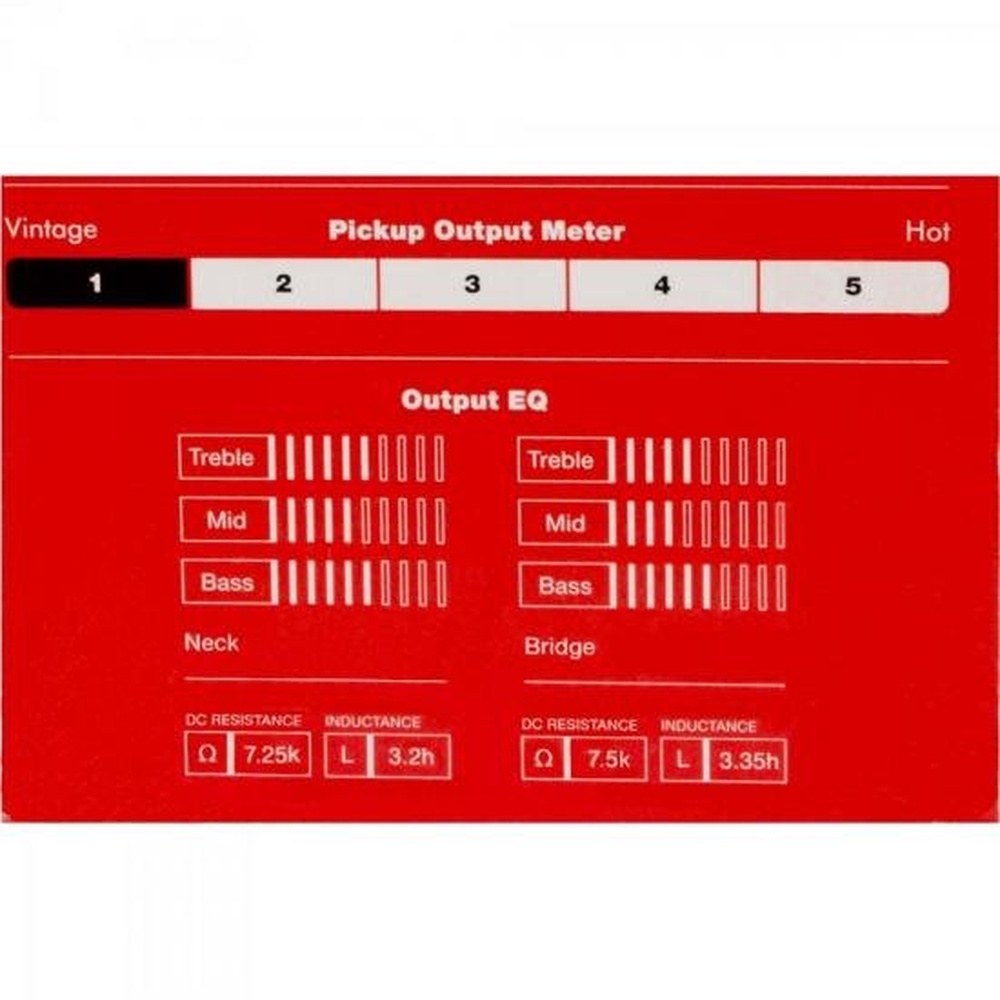 Vintage Pickup Output Meter Hot
1 2 3 4 5
Output EQ
Treble Treble
Mid Mid
Bass Bass
Neck Bridge
DC RESISTANCE INDUCTANCE DC RESISTANCE INDUCTANCE
Ω 7.25k L 3.2h Ω 7.5k L 3.35h